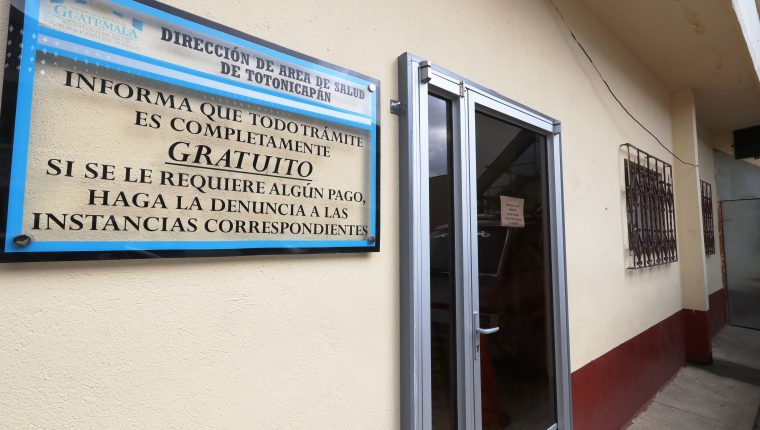 GUATEMALA
DIRECCIÓN DE AREA DE SALUD
DE TOTONICAPÁN
INFORMA QUE TODO TRÁMITE
ES COMPLETAMENTE
GRATUITO
SI SE LE REQUIERE ALGÚN PAGO,
HAGA LA DENUNCIA A LAS
INSTANCIAS CORRESPONDIENTES